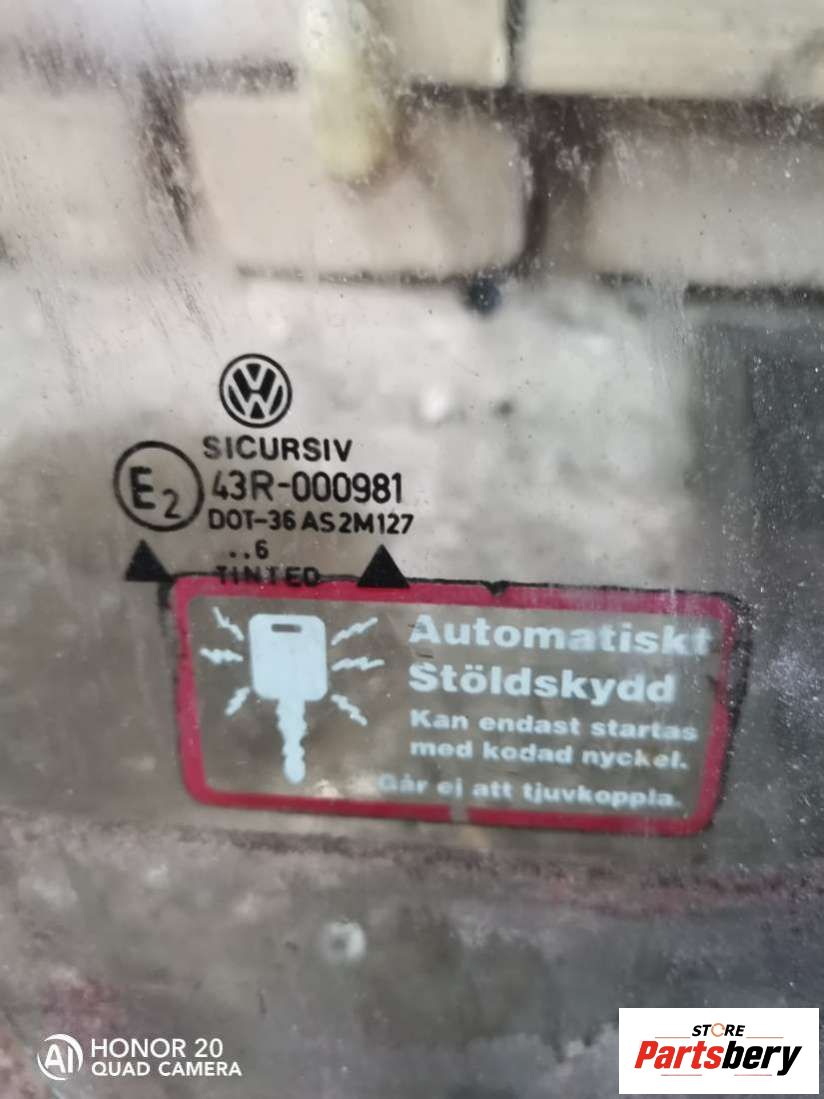 SICURSIV
E2 43R-000981
DOT-36 AS2M127
..6
TINTED
Automatiskt
Stöldskydd
Kan endast startas
med kodad nyckel.
Går ej att tjuvkoppla.
AI HONOR 20
QUAD CAMERA
STORE
Partsbery